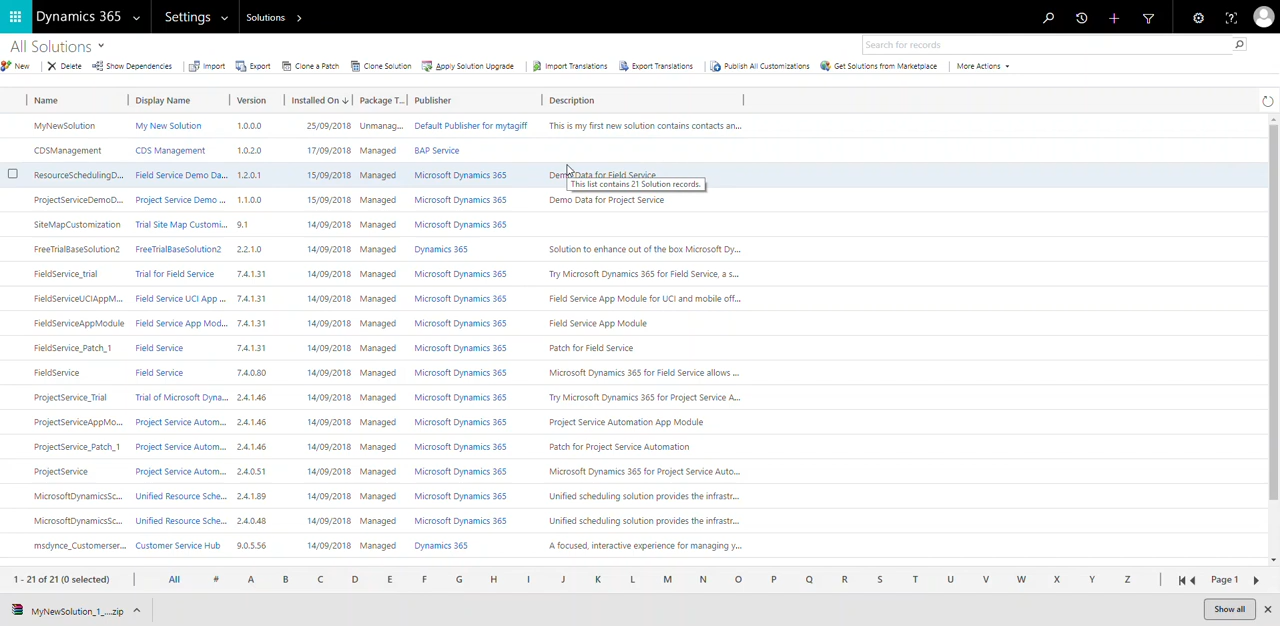 Dynamics 365 Settings Solutions
All Solutions Search for records
New Delete Show Dependencies Import Export Clone a Patch Clone Solution Apply Solution Upgrade Import Translations Export Translations Publish All Customizations Get Solutions from Marketplace More Actions
Name Display Name Version Installed On Package T... Publisher Description
MyNewSolution My New Solution 1.0.0.0 25/09/2018 Unmanag... Default Publisher for mytagiff This is my first new solution contains contacts an...
CDSManagement CDS Management 1.0.2.0 17/09/2018 Managed BAP Service
ResourceSchedulingD... Field Service Demo Da... 1.2.0.1 15/09/2018 Managed Microsoft Dynamics 365 Demo Data for Field Service
This list contains 21 Solution records.
ProjectServiceDemoD... Project Service Demo ... 1.1.0.0 15/09/2018 Managed Microsoft Dynamics 365 Demo Data for Project Service
SiteMapCustomization Trial Site Map Customi... 9.1 14/09/2018 Managed Microsoft Dynamics 365
FreeTrialBaseSolution2 FreeTrialBaseSolution2 2.2.1.0 14/09/2018 Managed Dynamics 365 Solution to enhance out of the box Microsoft Dy...
FieldService_trial Trial for Field Service 7.4.1.31 14/09/2018 Managed Microsoft Dynamics 365 Try Microsoft Dynamics 365 for Field Service, a s...
FieldServiceUCIAppM... Field Service UCI App ... 7.4.1.31 14/09/2018 Managed Microsoft Dynamics 365 Field Service App Module for UCI and mobile off...
FieldServiceAppModule Field Service App Mod... 7.4.1.31 14/09/2018 Managed Microsoft Dynamics 365 Field Service App Module
FieldService_Patch_1 Field Service 7.4.1.31 14/09/2018 Managed Microsoft Dynamics 365 Patch for Field Service
FieldService Field Service 7.4.0.80 14/09/2018 Managed Microsoft Dynamics 365 Microsoft Dynamics 365 for Field Service allows ...
ProjectService_Trial Trial of Microsoft Dyna... 2.4.1.46 14/09/2018 Managed Microsoft Dynamics 365 Try Microsoft Dynamics 365 for Project Service A...
ProjectServiceAppMo... Project Service Autom... 2.4.1.46 14/09/2018 Managed Microsoft Dynamics 365 Project Service Automation App Module
ProjectService_Patch_1 Project Service Autom... 2.4.1.46 14/09/2018 Managed Microsoft Dynamics 365 Patch for Project Service Automation
ProjectService Project Service Autom... 2.4.0.51 14/09/2018 Managed Microsoft Dynamics 365 Microsoft Dynamics 365 for Project Service Auto...
MicrosoftDynamicsSc... Unified Resource Sche... 2.4.1.89 14/09/2018 Managed Microsoft Dynamics 365 Unified scheduling solution provides the infrastr...
MicrosoftDynamicsSc... Unified Resource Sche... 2.4.0.48 14/09/2018 Managed Microsoft Dynamics 365 Unified scheduling solution provides the infrastr...
msdynce_Customerser... Customer Service Hub 9.0.5.56 14/09/2018 Managed Dynamics 365 A focused, interactive experience for managing y...
1 - 21 of 21 (0 selected) All # A B C D E F G H I J K L M N O P Q R S T U V W X Y Z Page 1
MyNewSolution_1_....zip Show all